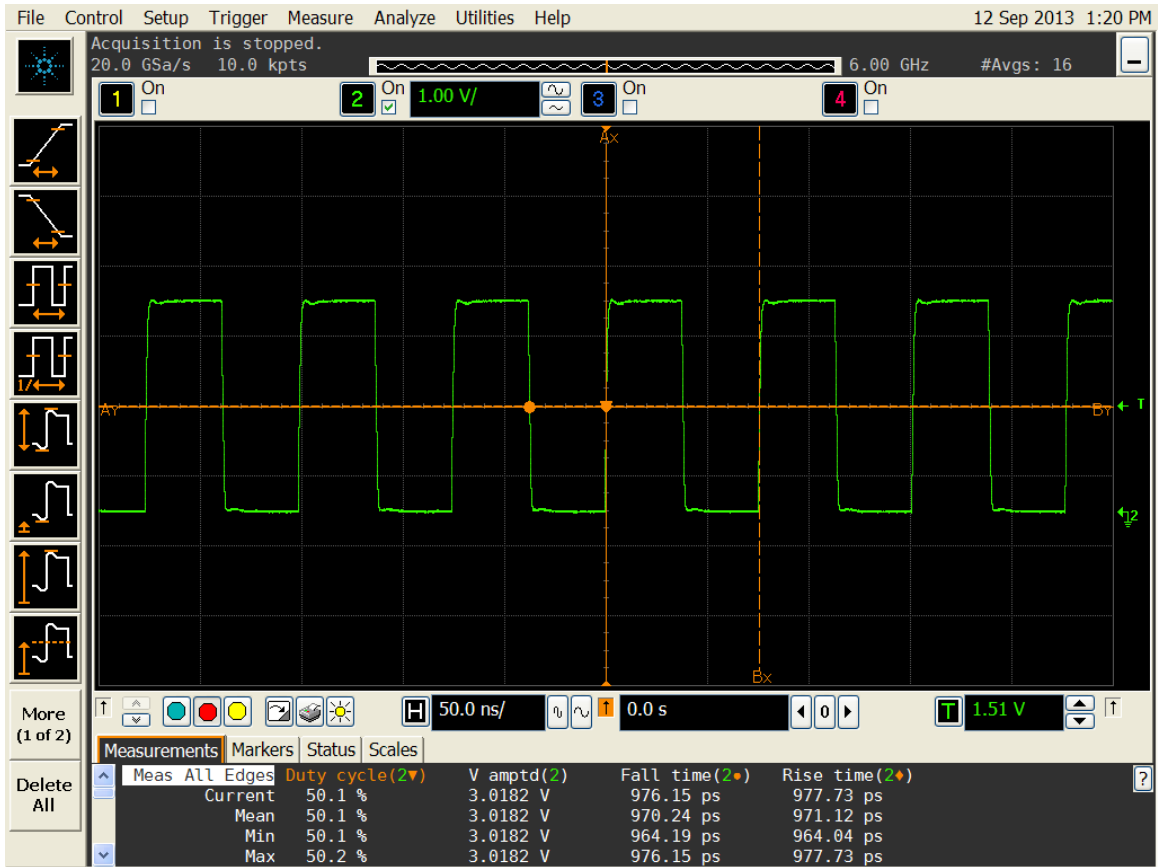 File Control Setup Trigger Measure Analyze Utilities Help 12 Sep 2013 1:20 PM
Acquisition is stopped.
20.0 GSa/s 10.0 kpts 6.00 GHz #Avgs: 16
1 On 2 On 1.00 V/ 3 On 4 On
Ax
1/
AY BY T
2
Bx
More
(1 of 2)
H 50.0 ns/ 0.0 s 0 T 1.51 V
Delete
All
Measurements Markers Status Scales
Meas All Edges Duty cycle(2▼) V amptd(2) Fall time(2●) Rise time(2♦) ?
Current 50.1 % 3.0182 V 976.15 ps 977.73 ps
Mean 50.1 % 3.0182 V 970.24 ps 971.12 ps
Min 50.1 % 3.0182 V 964.19 ps 964.04 ps
Max 50.2 % 3.0182 V 976.15 ps 977.73 ps